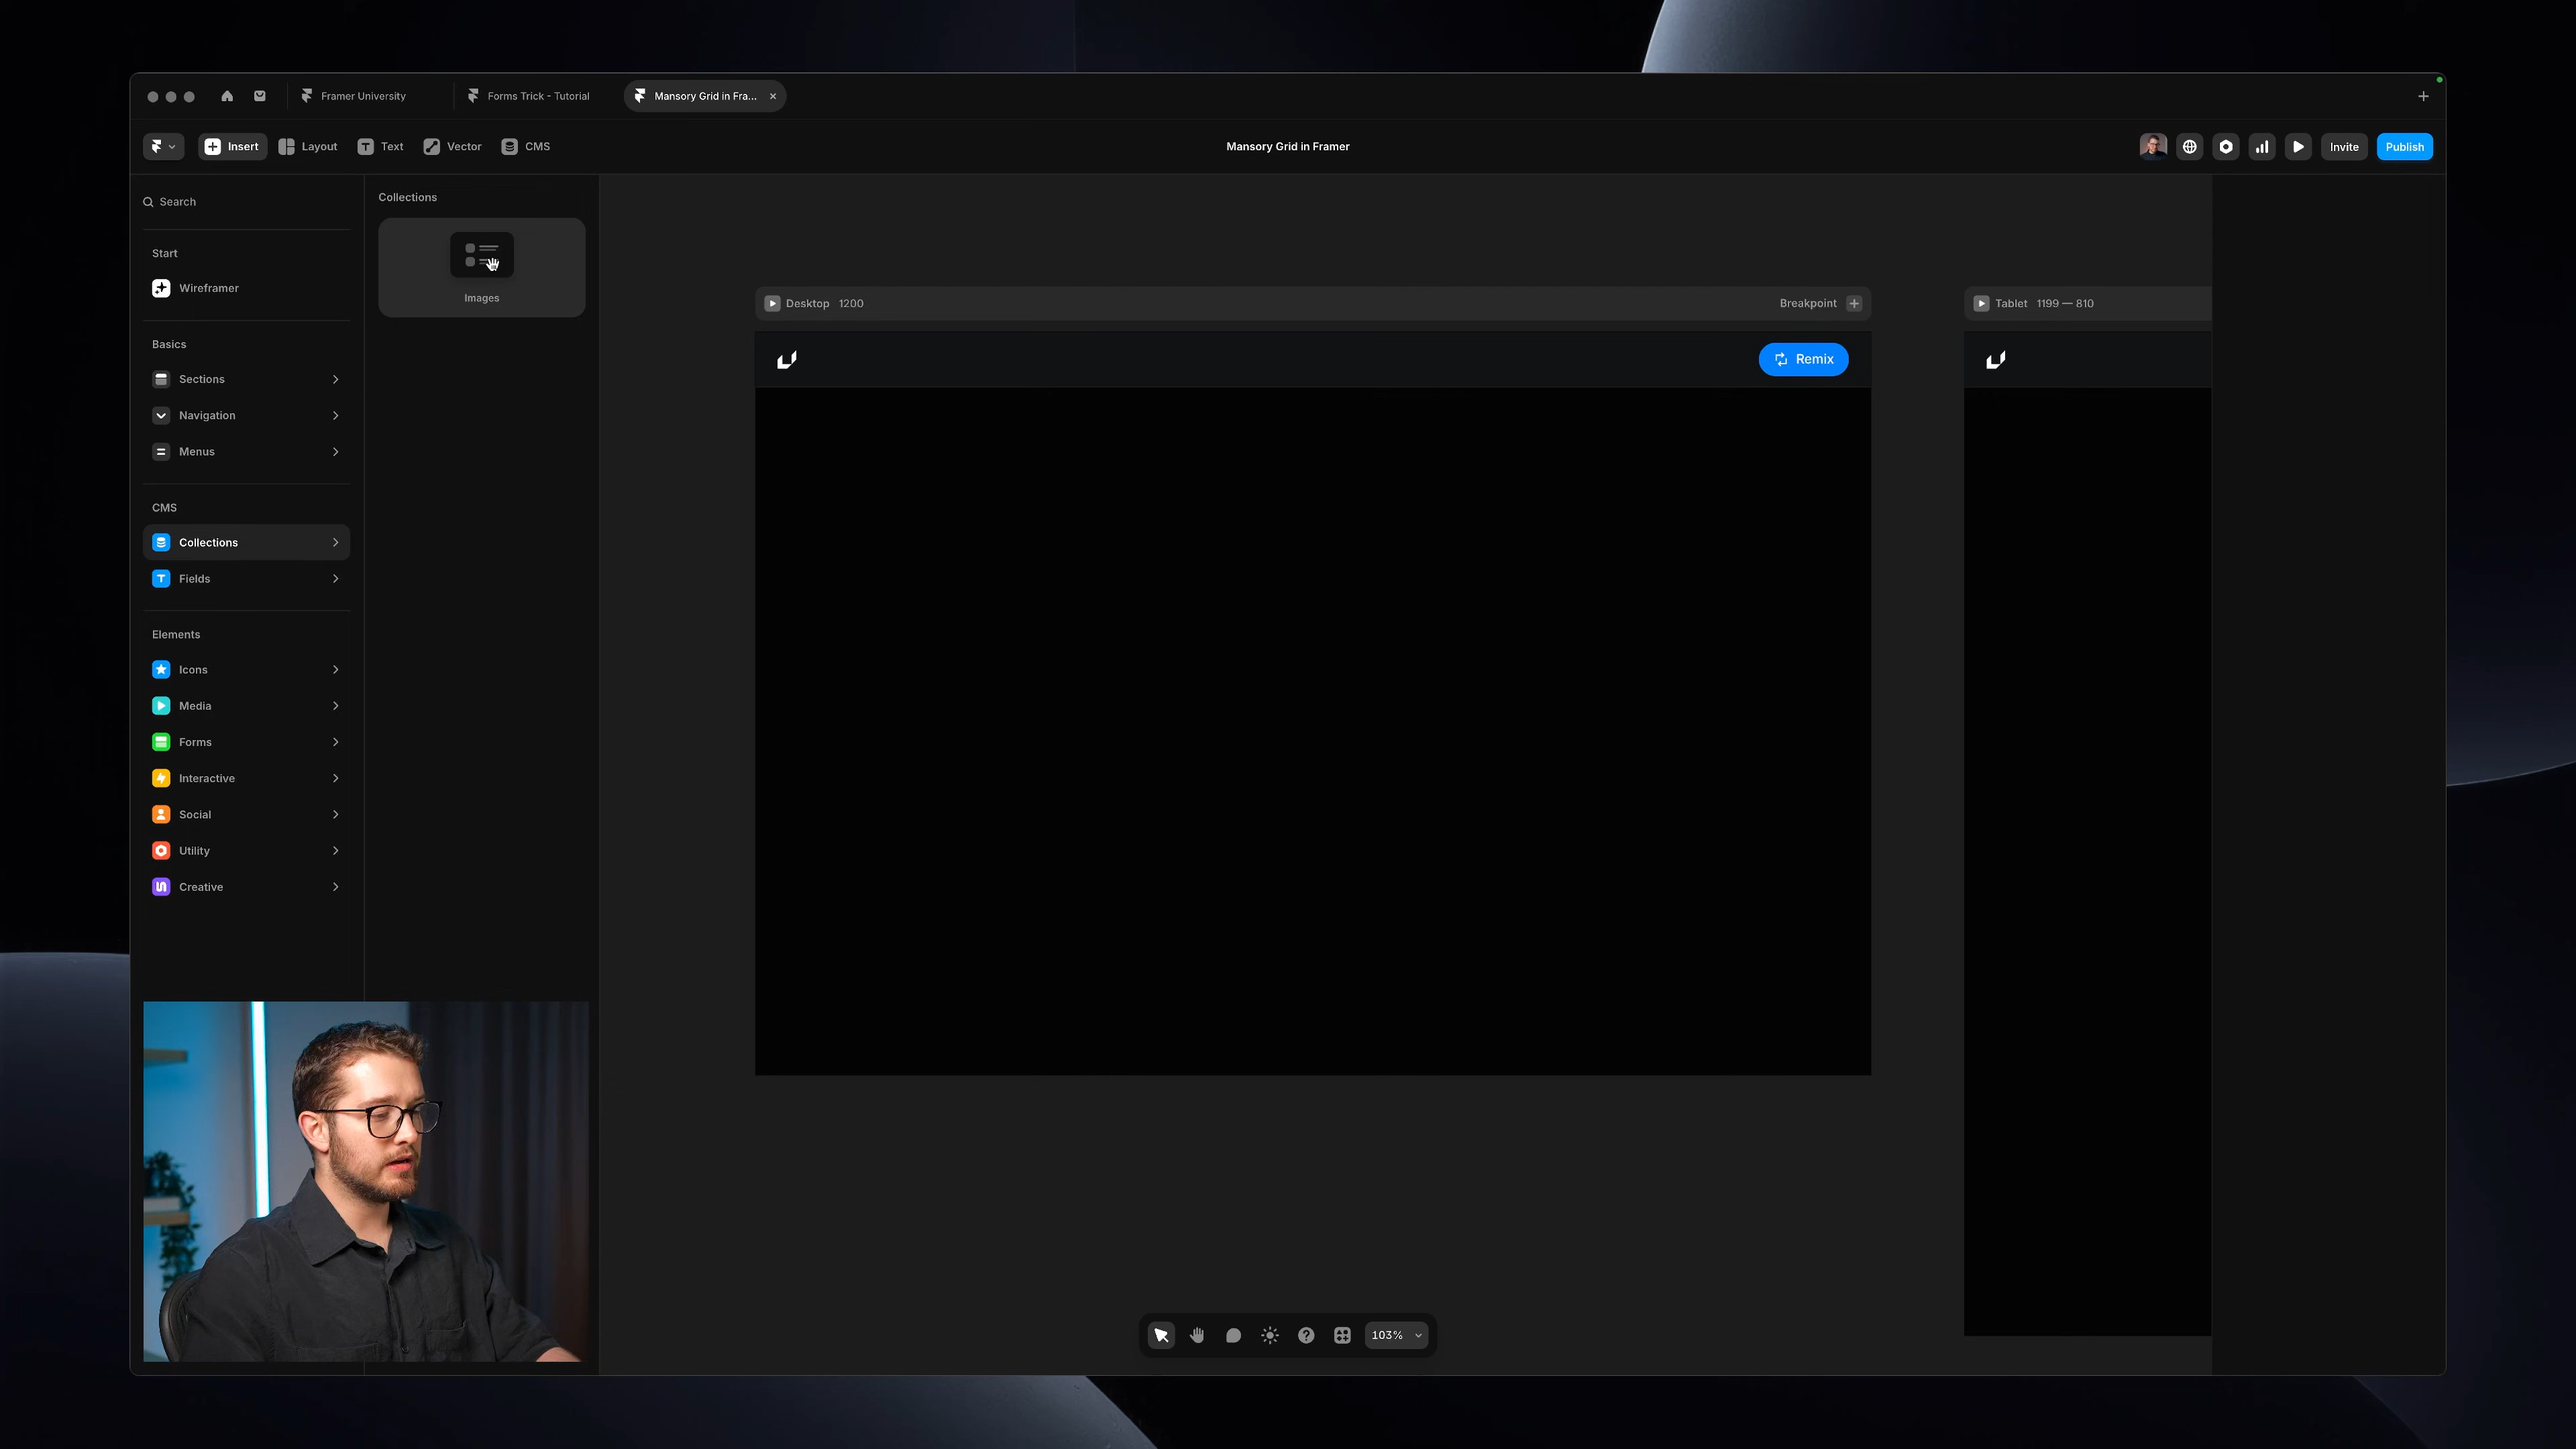 Framer University
Forms Trick - Tutorial
Mansory Grid in Fra...
Insert
Layout
Text
Vector
CMS
Mansory Grid in Framer
Invite
Publish
Search
Start
Wireframer
Basics
Sections
Navigation
Menus
CMS
Collections
Fields
Elements
Icons
Media
Forms
Interactive
Social
Utility
Creative
Collections
Images
Desktop 1200
Breakpoint
Remix
Tablet 1199 — 810
103%